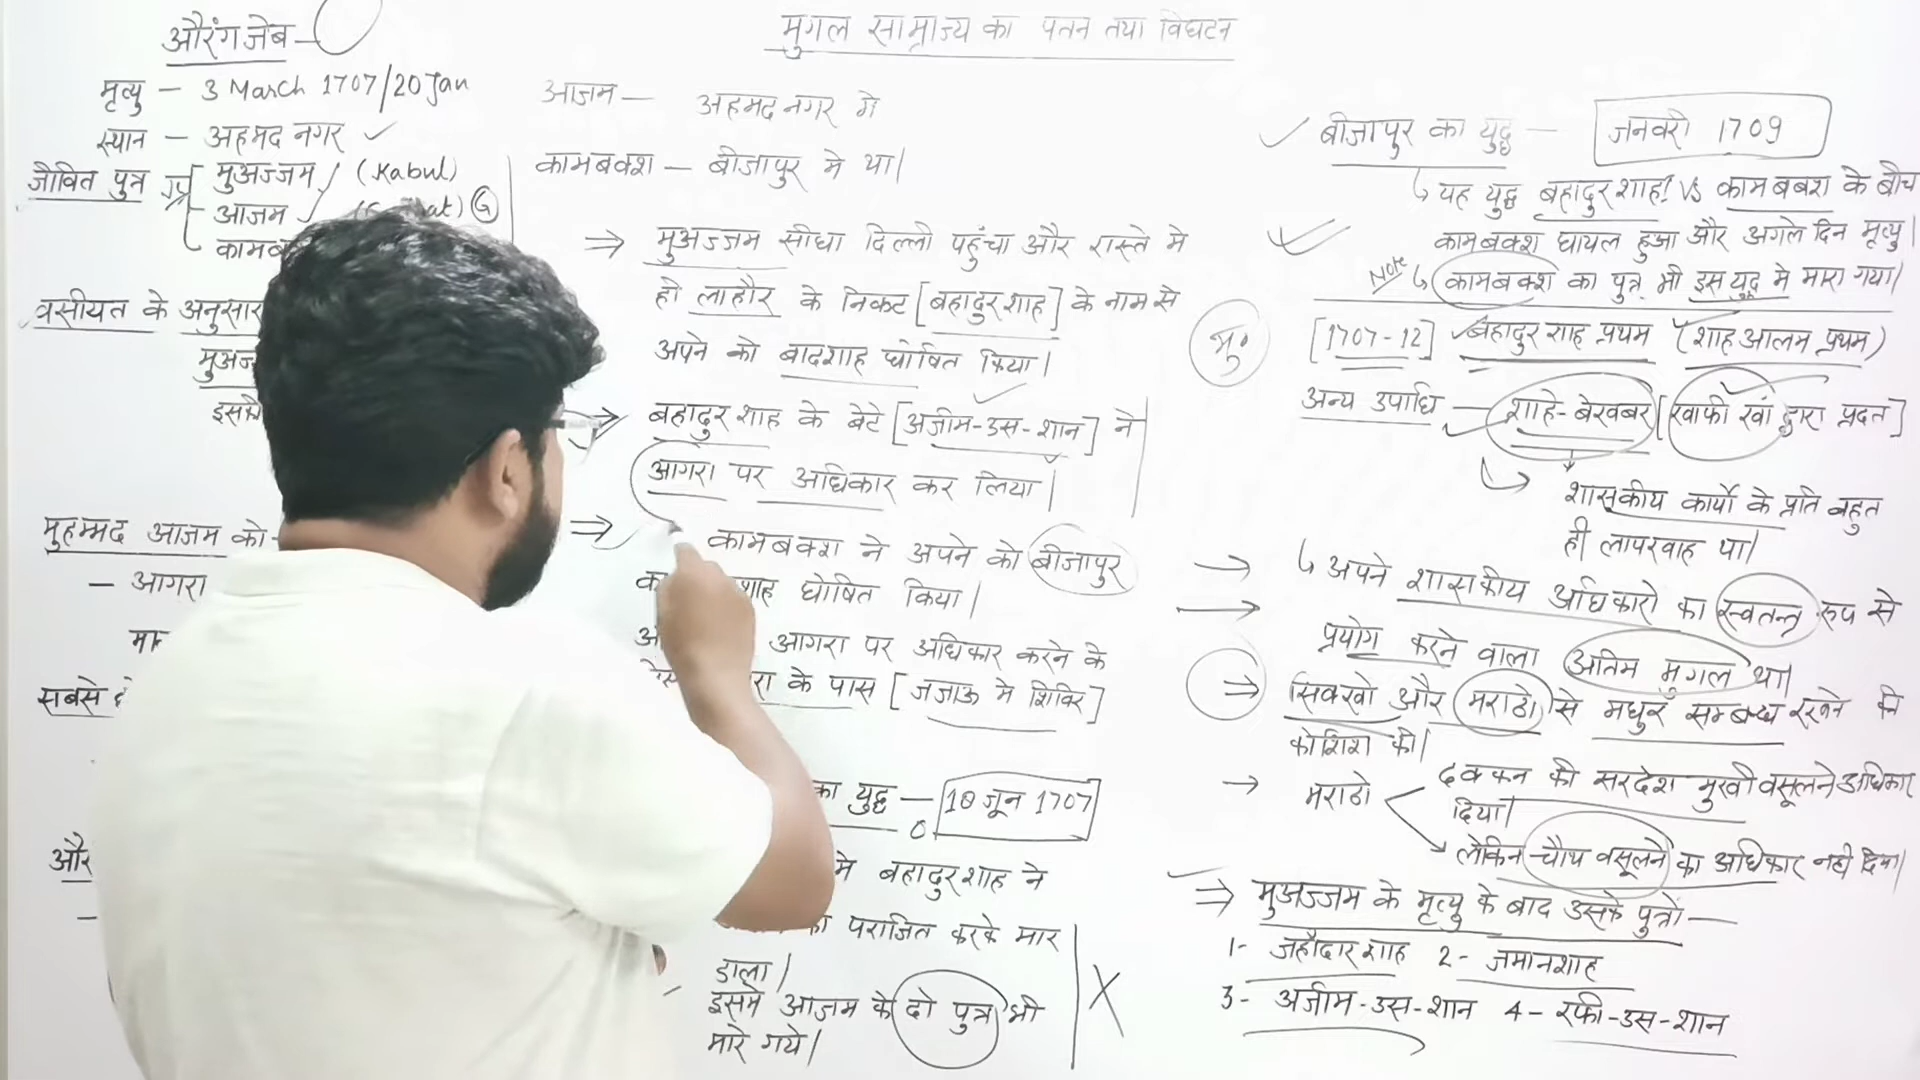 मुगल साम्राज्य का पतन तथा विघटन
औरंगजेब —
मृत्यु — 3 March 1707/20 Jan
स्थान — अहमद नगर ✓
जीवित पुत्र
मुअज्जम (Kabul)
आजम
वसीयत के अनुसार
मुहम्मद आजम को
— आगरा
आजम — अहमद नगर मे
कामबक्श — बीजापुर मे था|
⇒ मुअज्जम सीधा दिल्ली पहुंचा और रास्ते मे
ही लाहौर के निकट [बहादुर शाह] के नाम से
अपने को बादशाह घोषित किया|
⇒ बहादुर शाह के बेटे [अजीम-उस-शान] ने
आगरा पर अधिकार कर लिया|
⇒ कामबक्श ने अपने को बीजापुर
घोषित किया|
आगरा पर अधिकार करने के
के पास [जजाऊ मे शिविर]
का युद्ध — 18 जून 1707
मे बहादुर शाह ने
पराजित करके मार
डाला|
इसमे आजम के दो पुत्र भी
मारे गये|
✓ बीजापुर का युद्ध — जनवरी 1709
↳ यह युद्ध बहादुर शाह I VS कामबक्श के बीच
कामबक्श घायल हुआ और अगले दिन मृत्यु|
Note ↳ कामबक्श का पुत्र भी इस युद्ध मे मारा गया|
[1707-12] बहादुर शाह प्रथम (शाह आलम प्रथम)
अन्य उपाधि — शाहे-बेखबर [खाफी खां द्वारा प्रदत]
शासकीय कार्यो के प्रति बहुत
ही लापरवाह था|
→ ↳ अपने शासकीय अधिकारो का स्वतन्त्र रूप से
→ प्रयोग करने वाला अंतिम मुगल था|
⇒ सिक्खो और मराठो से मधुर सम्बन्ध रखने की
कोशिश की|
→ मराठो दक्कन की सरदेश मुखी वसूलने अधिकार
दिया|
लेकिन चौथ वसूलने का अधिकार नही दिया|
⇒ मुअज्जम के मृत्यु के बाद उसके पुत्रो —
1- जहाँदार शाह 2- जमानशाह
3- अजीम-उस-शान 4- रफी-उस-शान